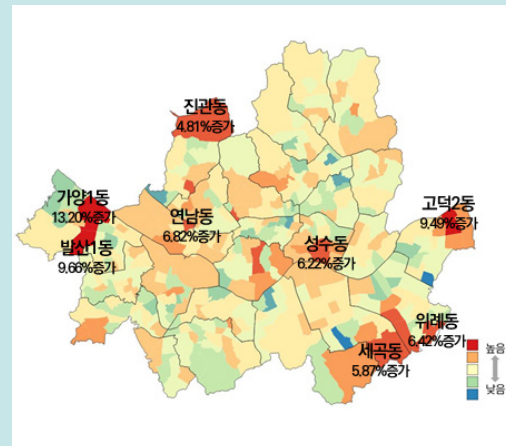 진관동
4.81%증가
가양1동
13.20%증가
발산1동
9.66%증가
연남동
6.82%증가
성수동
6.22%증가
고덕2동
9.49%증가
위례동
6.42%증가
세곡동
5.87%증가
높음
낮음